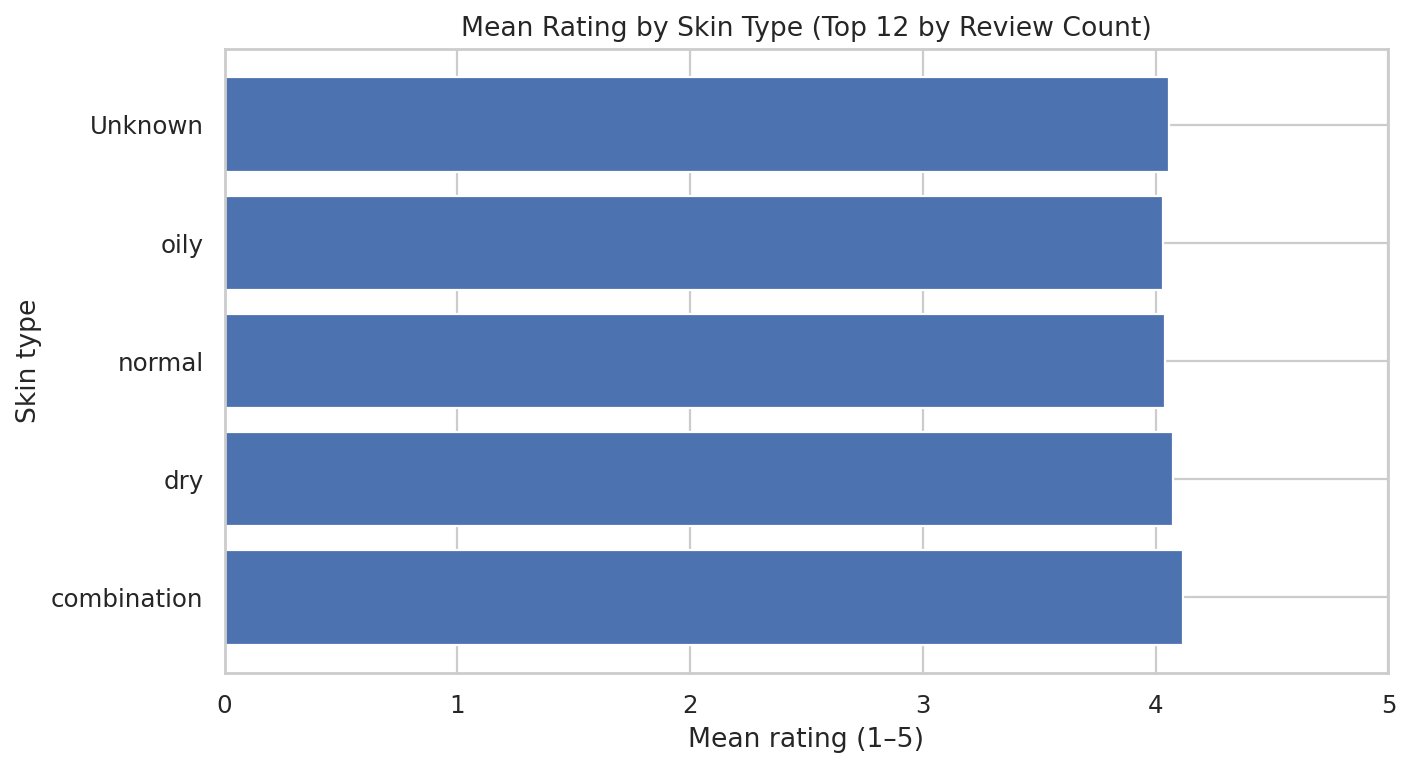 Mean Rating by Skin Type (Top 12 by Review Count)
Skin type
Unknown
oily
normal
dry
combination
0 1 2 3 4 5
Mean rating (1–5)